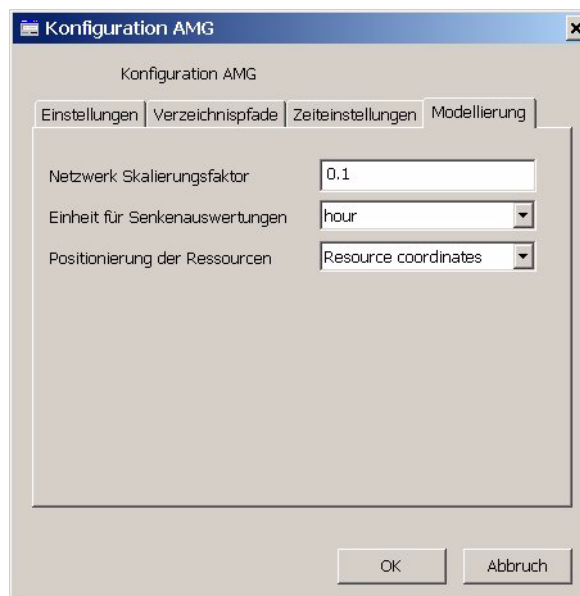 Konfiguration AMG
Konfiguration AMG
Einstellungen Verzeichnispfade Zeiteinstellungen Modellierung
Netzwerk Skalierungsfaktor 0.1
Einheit für Senkenauswertungen hour
Positionierung der Ressourcen Resource coordinates
OK Abbruch